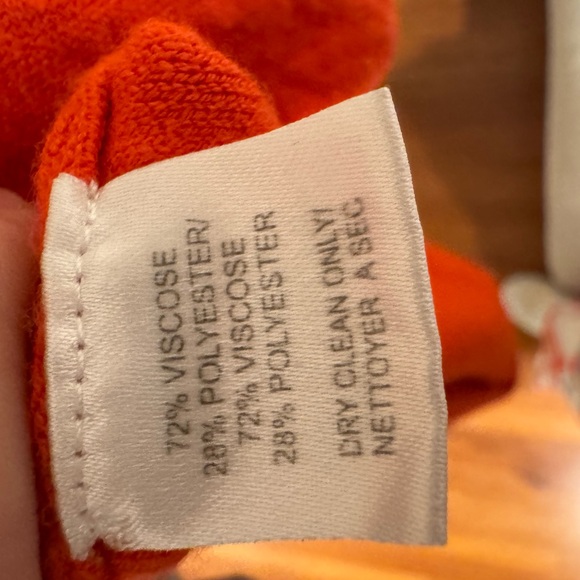 72% VISCOSE
28% POLYESTER/
72% VISCOSE
28% POLYESTER
DRY CLEAN ONLY/
NETTOYER A SEC